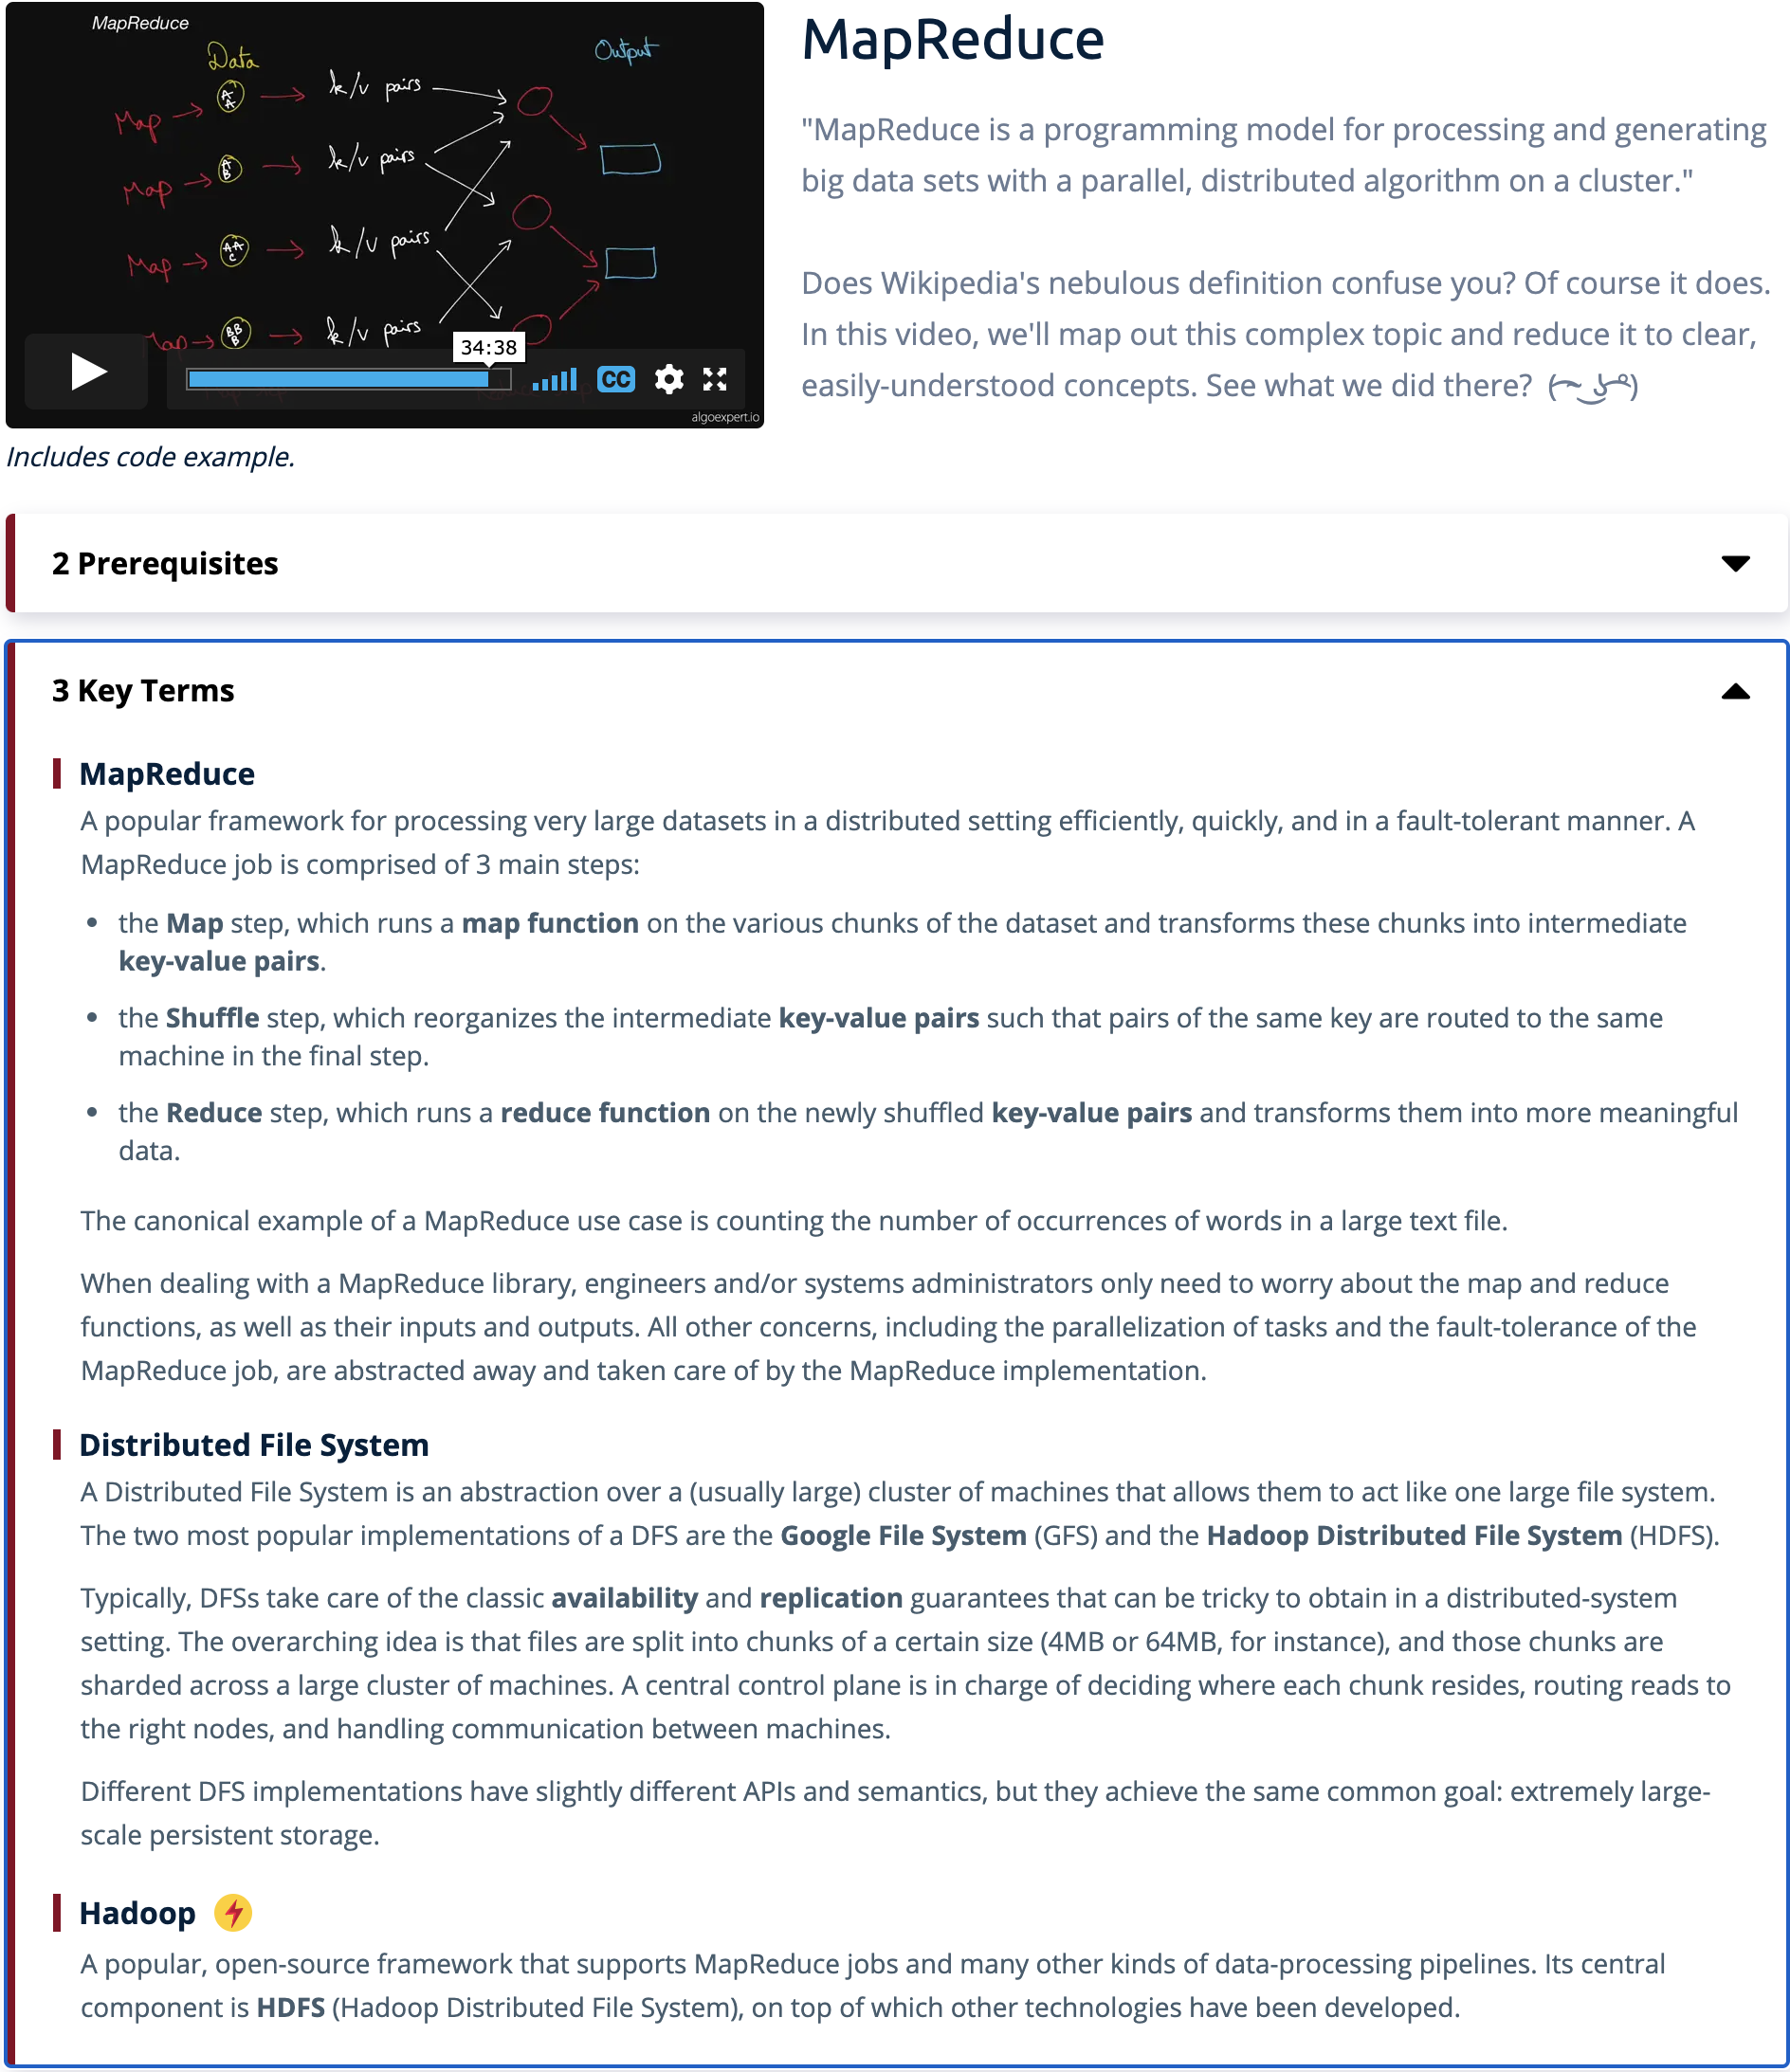 MapReduce
Data
Output
Map
k/v pairs
A
A
Map
k/v pairs
A
B
Map
k/v pairs
AA
C
k/v pairs
BB
B
34:38
CC
algoexpert.io
Includes code example.
MapReduce
"MapReduce is a programming model for processing and generating
big data sets with a parallel, distributed algorithm on a cluster."
Does Wikipedia's nebulous definition confuse you? Of course it does.
In this video, we'll map out this complex topic and reduce it to clear,
easily-understood concepts. See what we did there? (͠~ ͜ʖ͠°)
2 Prerequisites
3 Key Terms
MapReduce
A popular framework for processing very large datasets in a distributed setting efficiently, quickly, and in a fault-tolerant manner. A
MapReduce job is comprised of 3 main steps:
• the Map step, which runs a map function on the various chunks of the dataset and transforms these chunks into intermediate
key-value pairs.
• the Shuffle step, which reorganizes the intermediate key-value pairs such that pairs of the same key are routed to the same
machine in the final step.
• the Reduce step, which runs a reduce function on the newly shuffled key-value pairs and transforms them into more meaningful
data.
The canonical example of a MapReduce use case is counting the number of occurrences of words in a large text file.
When dealing with a MapReduce library, engineers and/or systems administrators only need to worry about the map and reduce
functions, as well as their inputs and outputs. All other concerns, including the parallelization of tasks and the fault-tolerance of the
MapReduce job, are abstracted away and taken care of by the MapReduce implementation.
Distributed File System
A Distributed File System is an abstraction over a (usually large) cluster of machines that allows them to act like one large file system.
The two most popular implementations of a DFS are the Google File System (GFS) and the Hadoop Distributed File System (HDFS).
Typically, DFSs take care of the classic availability and replication guarantees that can be tricky to obtain in a distributed-system
setting. The overarching idea is that files are split into chunks of a certain size (4MB or 64MB, for instance), and those chunks are
sharded across a large cluster of machines. A central control plane is in charge of deciding where each chunk resides, routing reads to
the right nodes, and handling communication between machines.
Different DFS implementations have slightly different APIs and semantics, but they achieve the same common goal: extremely large-
scale persistent storage.
Hadoop
A popular, open-source framework that supports MapReduce jobs and many other kinds of data-processing pipelines. Its central
component is HDFS (Hadoop Distributed File System), on top of which other technologies have been developed.